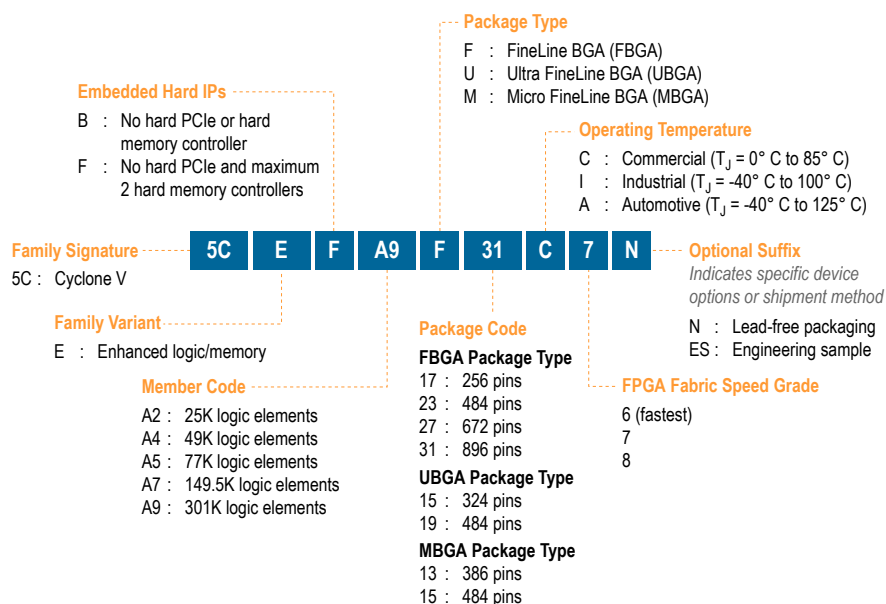 Package Type
F : FineLine BGA (FBGA)
U : Ultra FineLine BGA (UBGA)
M : Micro FineLine BGA (MBGA)
Embedded Hard IPs
B : No hard PCIe or hard
memory controller
F : No hard PCIe and maximum
2 hard memory controllers
Operating Temperature
C : Commercial (TJ = 0° C to 85° C)
I : Industrial (TJ = -40° C to 100° C)
A : Automotive (TJ = -40° C to 125° C)
5C E F A9 F 31 C 7 N
Family Signature
5C : Cyclone V
Optional Suffix
Indicates specific device
options or shipment method
N : Lead-free packaging
ES : Engineering sample
Family Variant
E : Enhanced logic/memory
Member Code
A2 : 25K logic elements
A4 : 49K logic elements
A5 : 77K logic elements
A7 : 149.5K logic elements
A9 : 301K logic elements
Package Code
FBGA Package Type
17 : 256 pins
23 : 484 pins
27 : 672 pins
31 : 896 pins
UBGA Package Type
15 : 324 pins
19 : 484 pins
MBGA Package Type
13 : 386 pins
15 : 484 pins
FPGA Fabric Speed Grade
6 (fastest)
7
8